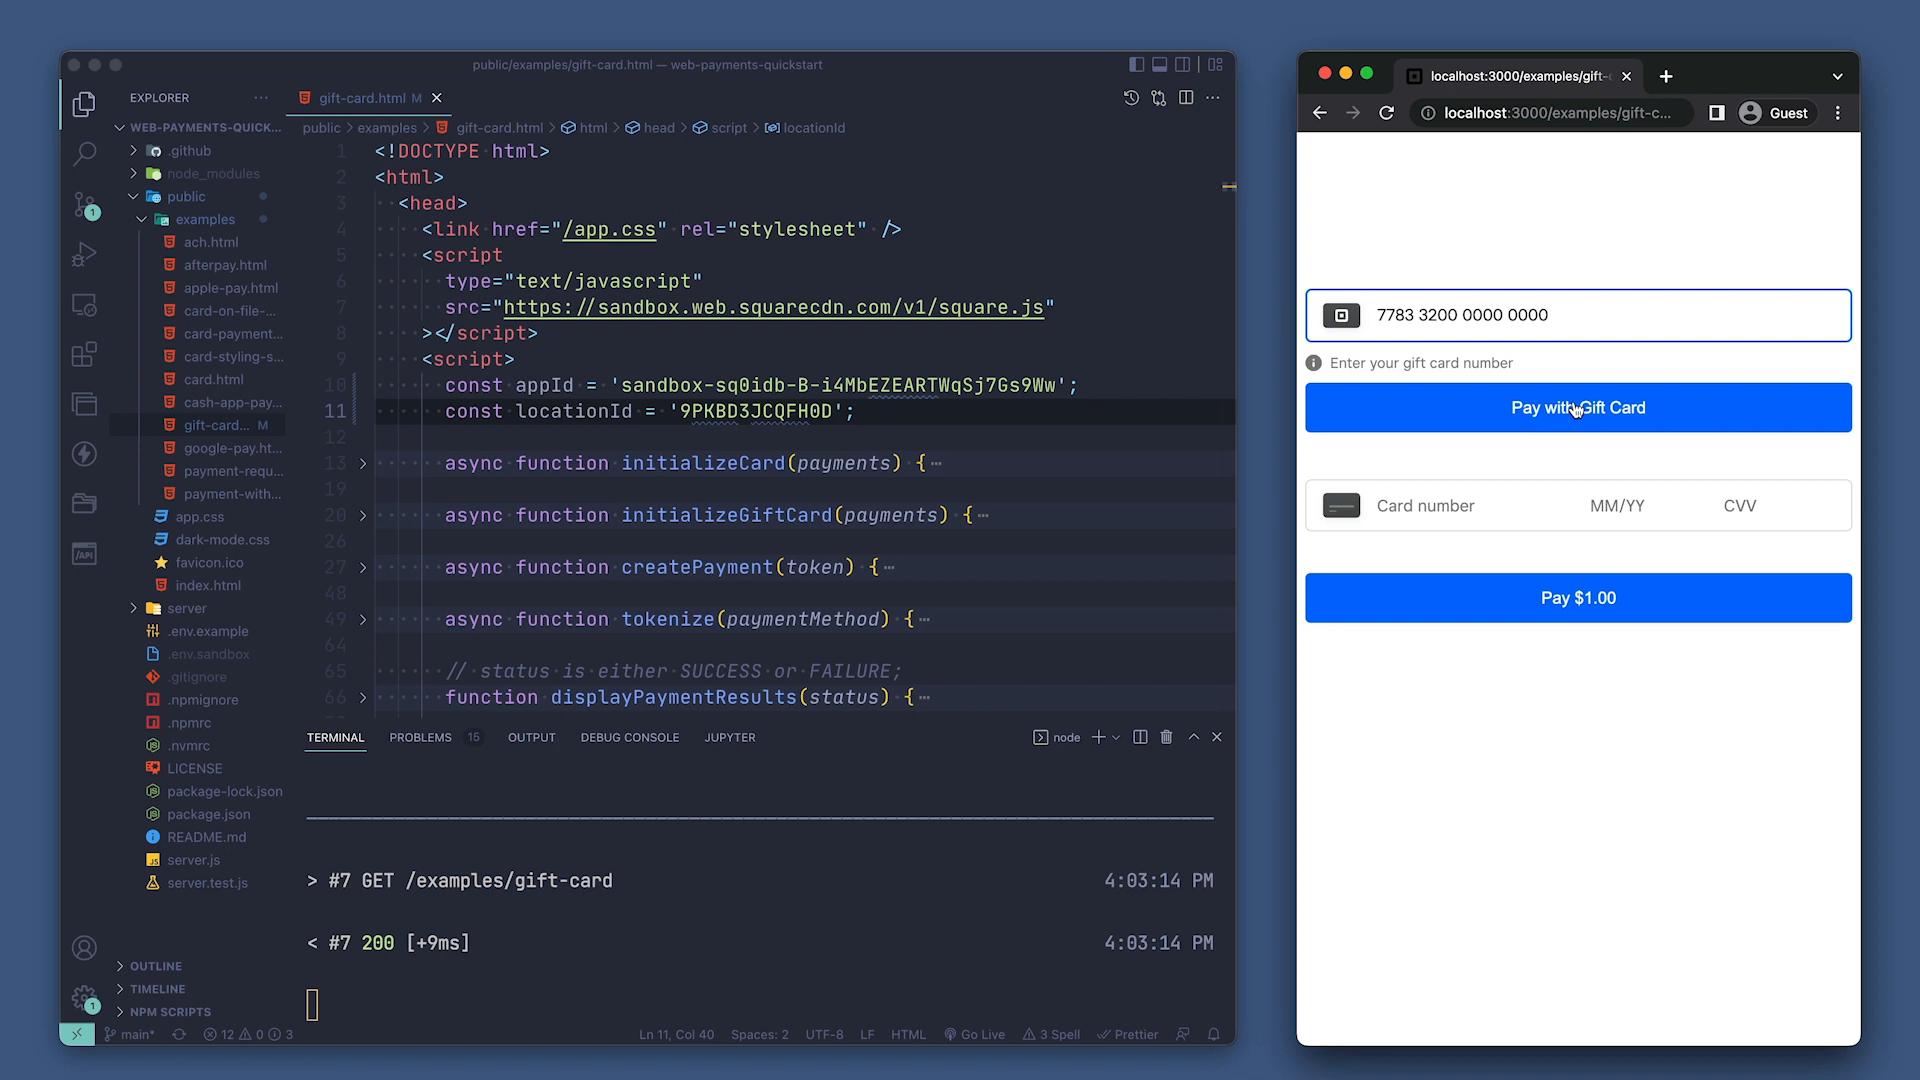 public/examples/gift-card.html — web-payments-quickstart
EXPLORER
WEB-PAYMENTS-QUICK...
.github
node_modules
public
examples
ach.html
afterpay.html
apple-pay.html
card-on-file-...
card-payment...
card-styling-s...
card.html
cash-app-pay...
gift-card... M
google-pay.ht...
payment-requ...
payment-with...
app.css
dark-mode.css
favicon.ico
index.html
server
.env.example
.env.sandbox
.gitignore
.npmignore
.npmrc
.nvmrc
LICENSE
package-lock.json
package.json
README.md
server.js
server.test.js
OUTLINE
TIMELINE
NPM SCRIPTS
gift-card.html M
public > examples > gift-card.html > html > head > script > locationId
1 <!DOCTYPE html>
2 <html>
3 <head>
4 <link href="/app.css" rel="stylesheet" />
5 <script
6 type="text/javascript"
7 src="https://sandbox.web.squarecdn.com/v1/square.js"
8 ></script>
9 <script>
10 const appId = 'sandbox-sq0idb-B-i4MbEZEARTWqSj7Gs9Ww';
11 const locationId = '9PKBD3JCQFH0D';
12
13 async function initializeCard(payments) {…
19
20 async function initializeGiftCard(payments) {…
26
27 async function createPayment(token) {…
48
49 async function tokenize(paymentMethod) {…
64
65 // status is either SUCCESS or FAILURE;
66 function displayPaymentResults(status) {…
TERMINAL PROBLEMS 15 OUTPUT DEBUG CONSOLE JUPYTER node
> #7 GET /examples/gift-card 4:03:14 PM
< #7 200 [+9ms] 4:03:14 PM
main* 12 0 3 Ln 11, Col 40 Spaces: 2 UTF-8 LF HTML Go Live 3 Spell Prettier
1
1
API
localhost:3000/examples/gift-
localhost:3000/examples/gift-c... Guest
7783 3200 0000 0000
Enter your gift card number
Pay with Gift Card
Card number MM/YY CVV
Pay $1.00